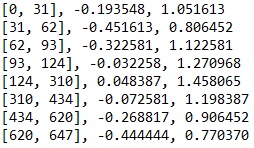 [0, 31], -0.193548, 1.051613
[31, 62], -0.451613, 0.806452
[62, 93], -0.322581, 1.122581
[93, 124], -0.032258, 1.270968
[124, 310], 0.048387, 1.458065
[310, 434], -0.072581, 1.198387
[434, 620], -0.268817, 0.906452
[620, 647], -0.444444, 0.770370